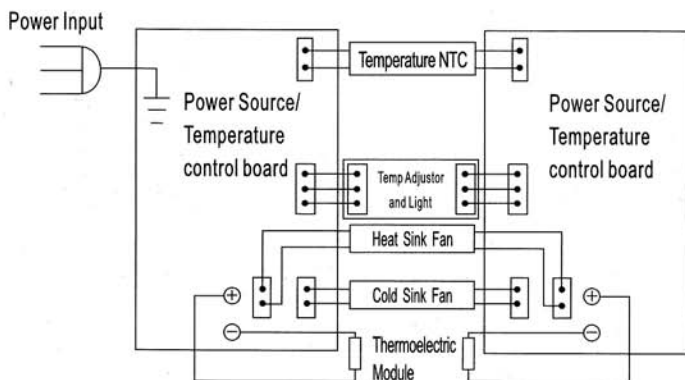 Power Input
Temperature NTC
Power Source/
Temperature
control board
Power Source/
Temperature
control board
Temp Adjustor
and Light
Heat Sink Fan
Cold Sink Fan
+
−
+
−
Thermoelectric
Module